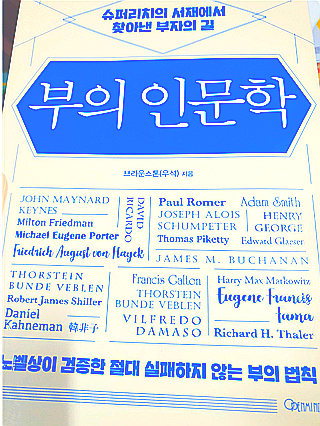 슈퍼리치의 서재에서
찾아낸 부자의 길
부의 인문학
브라운스톤(우석) 지음
JOHN MAYNARD
KEYNES
Milton Friedman
Michael Eugene Porter
Friedrich August von Hayek
DAVID
RICARDO
Paul Romer
JOSEPH ALOIS
SCHUMPETER
Thomas Piketty
Adam Smith
HENRY
GEORGE
Edward Glaeser
JAMES M. BUCHANAN
THORSTEIN
BUNDE VEBLEN
Robert James Shiller
Daniel
Kahneman 韓非子
Francis Galton
THORSTEIN
BUNDE VEBLEN
VILFREDO
DAMASO
Harry Max Markowitz
Eugene Francis
Fama
Richard H. Thaler
노벨상이 검증한 절대 실패하지 않는 부의 법칙
OPENMIND